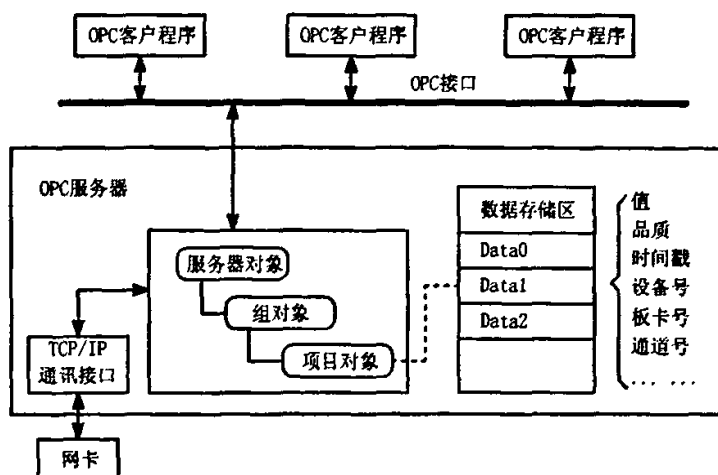 OPC客户程序
OPC客户程序
OPC客户程序
OPC接口
OPC服务器
服务器对象
组对象
项目对象
TCP/IP
通讯接口
网卡
数据存储区
Data0
Data1
Data2
值
品质
时间戳
设备号
板卡号
通道号
... ...